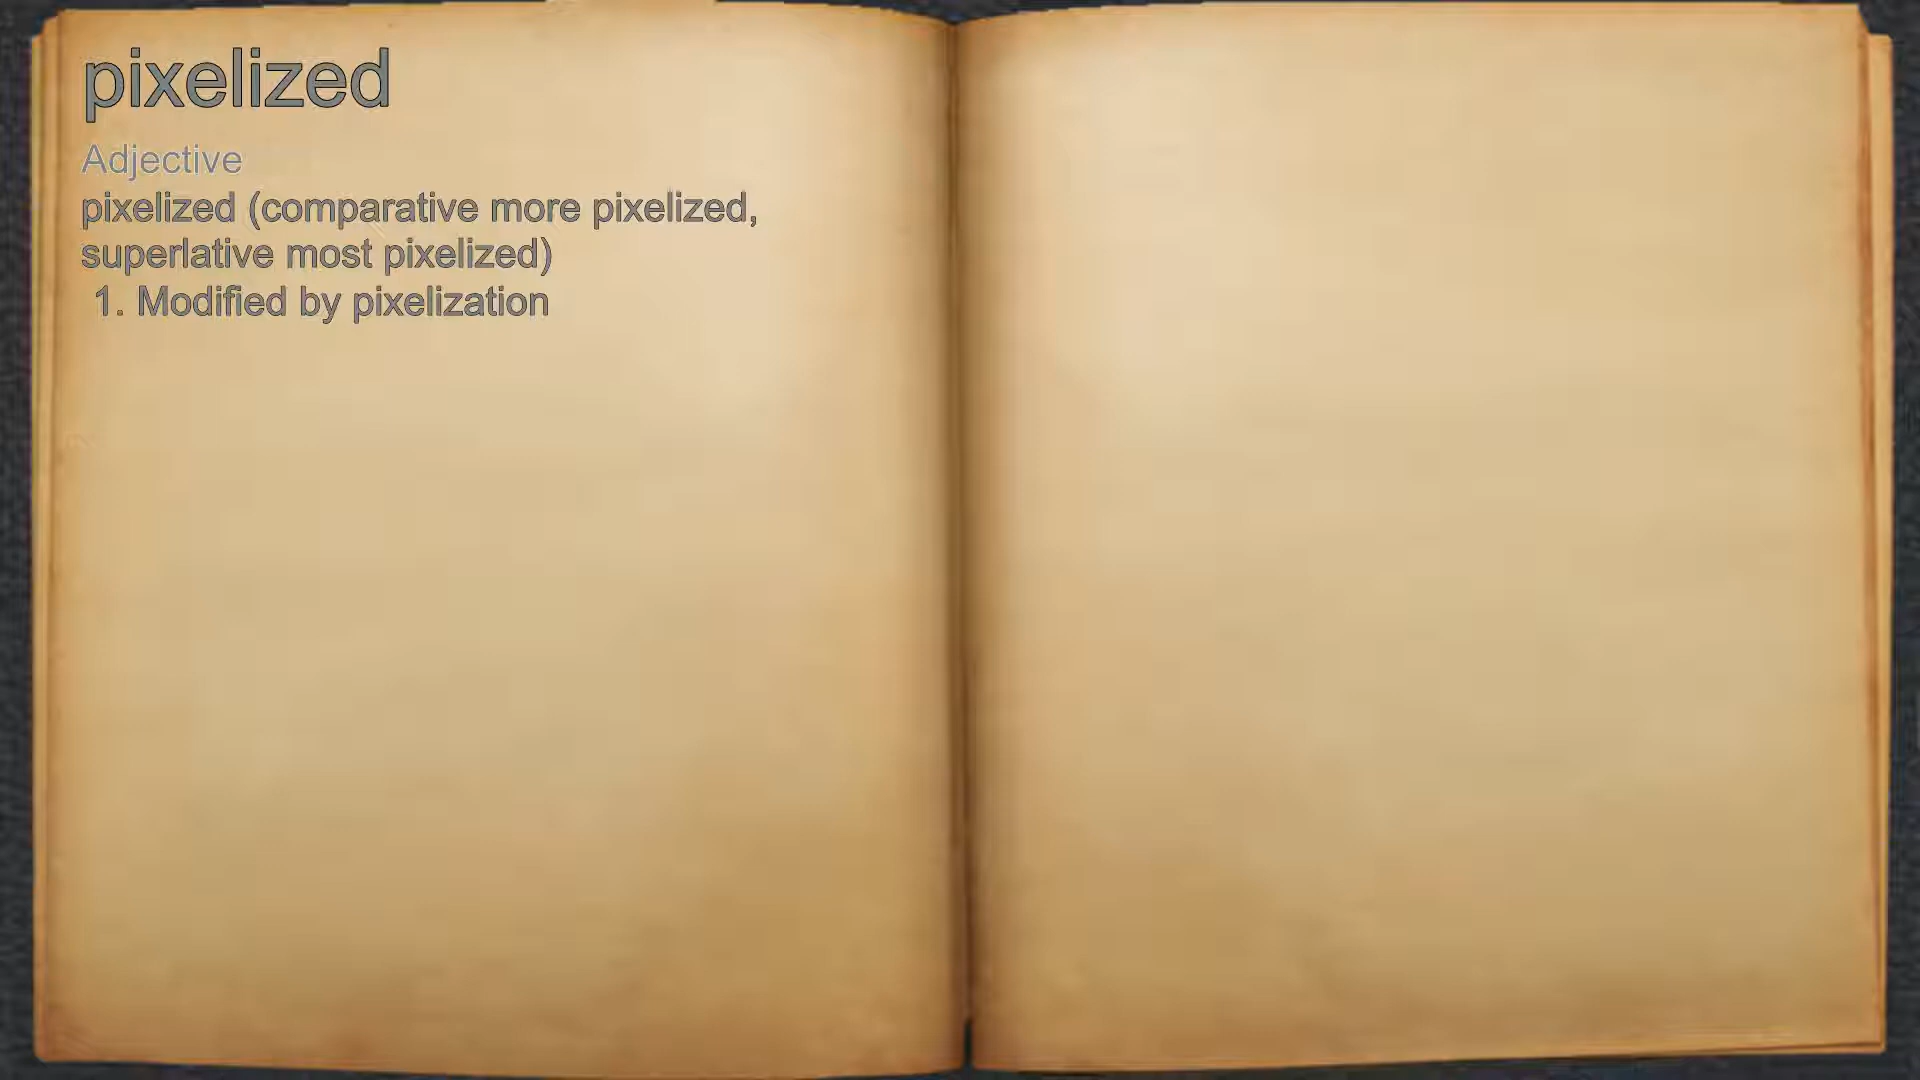 pixelized
Adjective
pixelized (comparative more pixelized,
superlative most pixelized)
1. Modified by pixelization